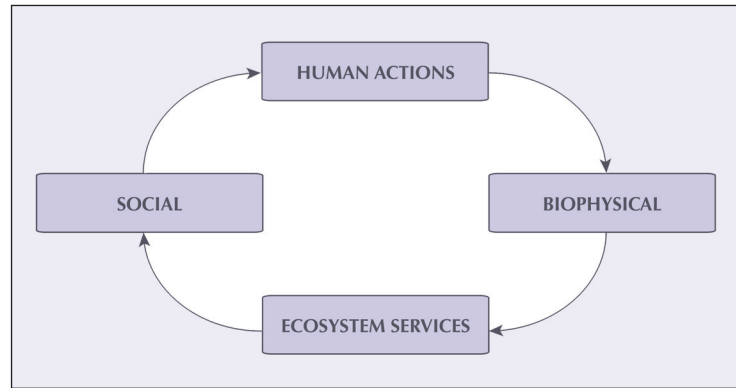 HUMAN ACTIONS
SOCIAL
BIOPHYSICAL
ECOSYSTEM SERVICES